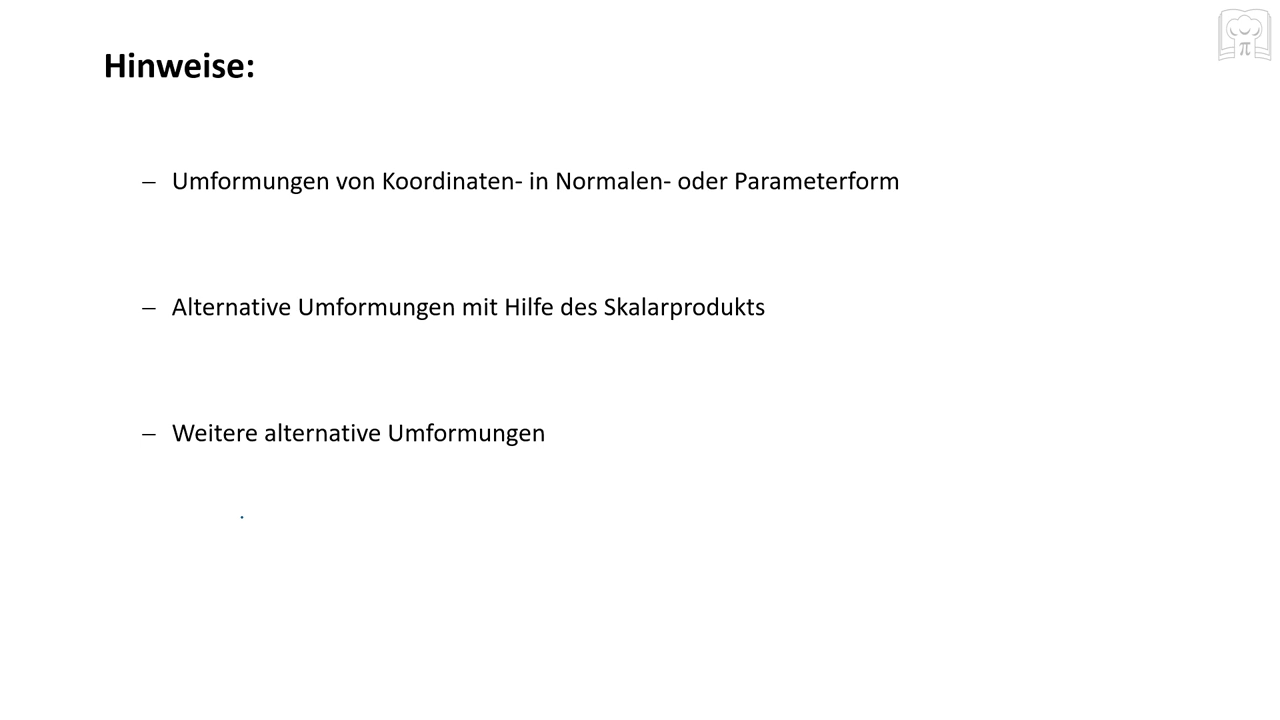 Hinweise:
– Umformungen von Koordinaten- in Normalen- oder Parameterform
– Alternative Umformungen mit Hilfe des Skalarprodukts
– Weitere alternative Umformungen
π